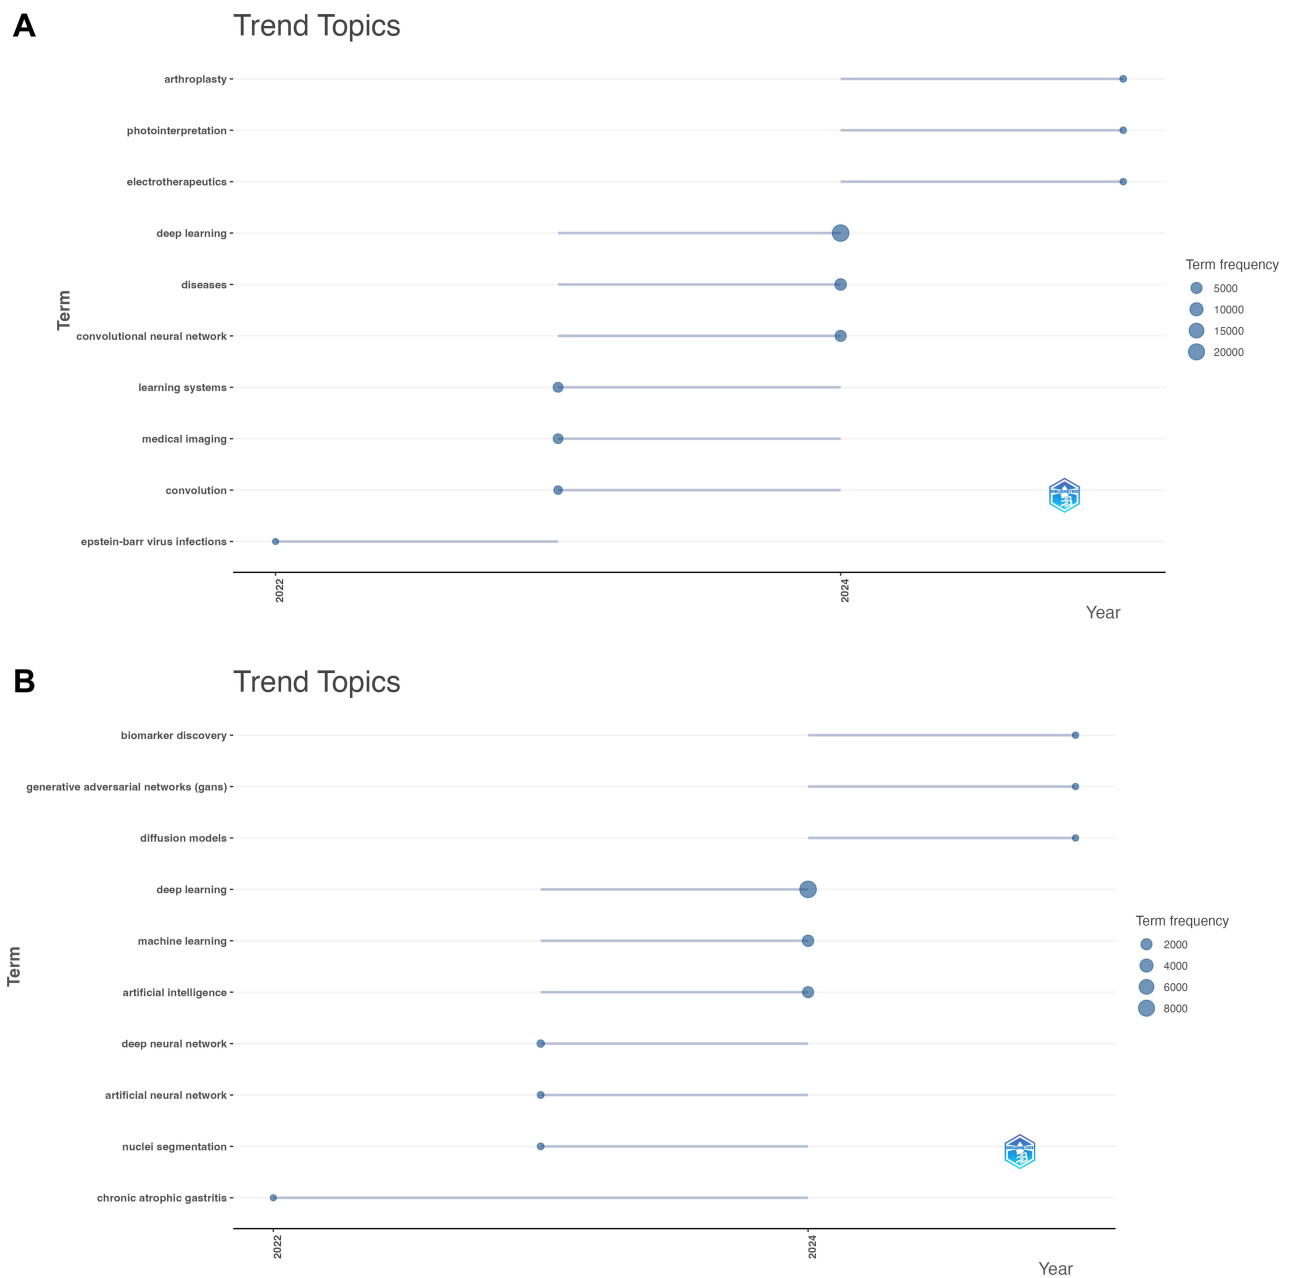 A
Trend Topics
arthroplasty
photointerpretation
electrotherapeutics
deep learning
diseases
convolutional neural network
learning systems
medical imaging
convolution
epstein-barr virus infections
Term
2022
2024
Year
Term frequency
5000
10000
15000
20000
B
Trend Topics
biomarker discovery
generative adversarial networks (gans)
diffusion models
deep learning
machine learning
artificial intelligence
deep neural network
artificial neural network
nuclei segmentation
chronic atrophic gastritis
Term
2022
2024
Year
Term frequency
2000
4000
6000
8000